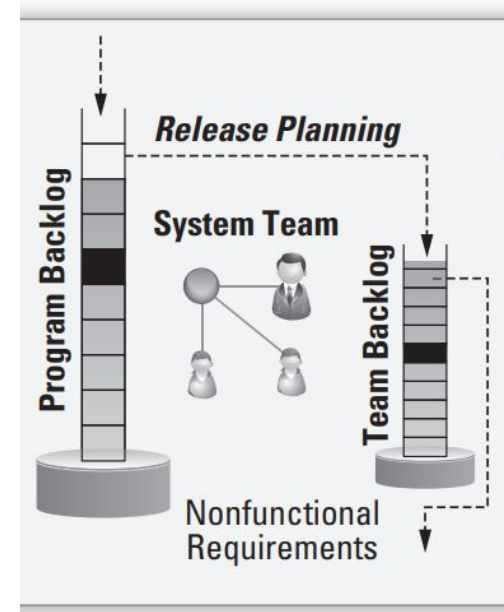 Release Planning
Program Backlog
System Team
Team Backlog
Nonfunctional
Requirements